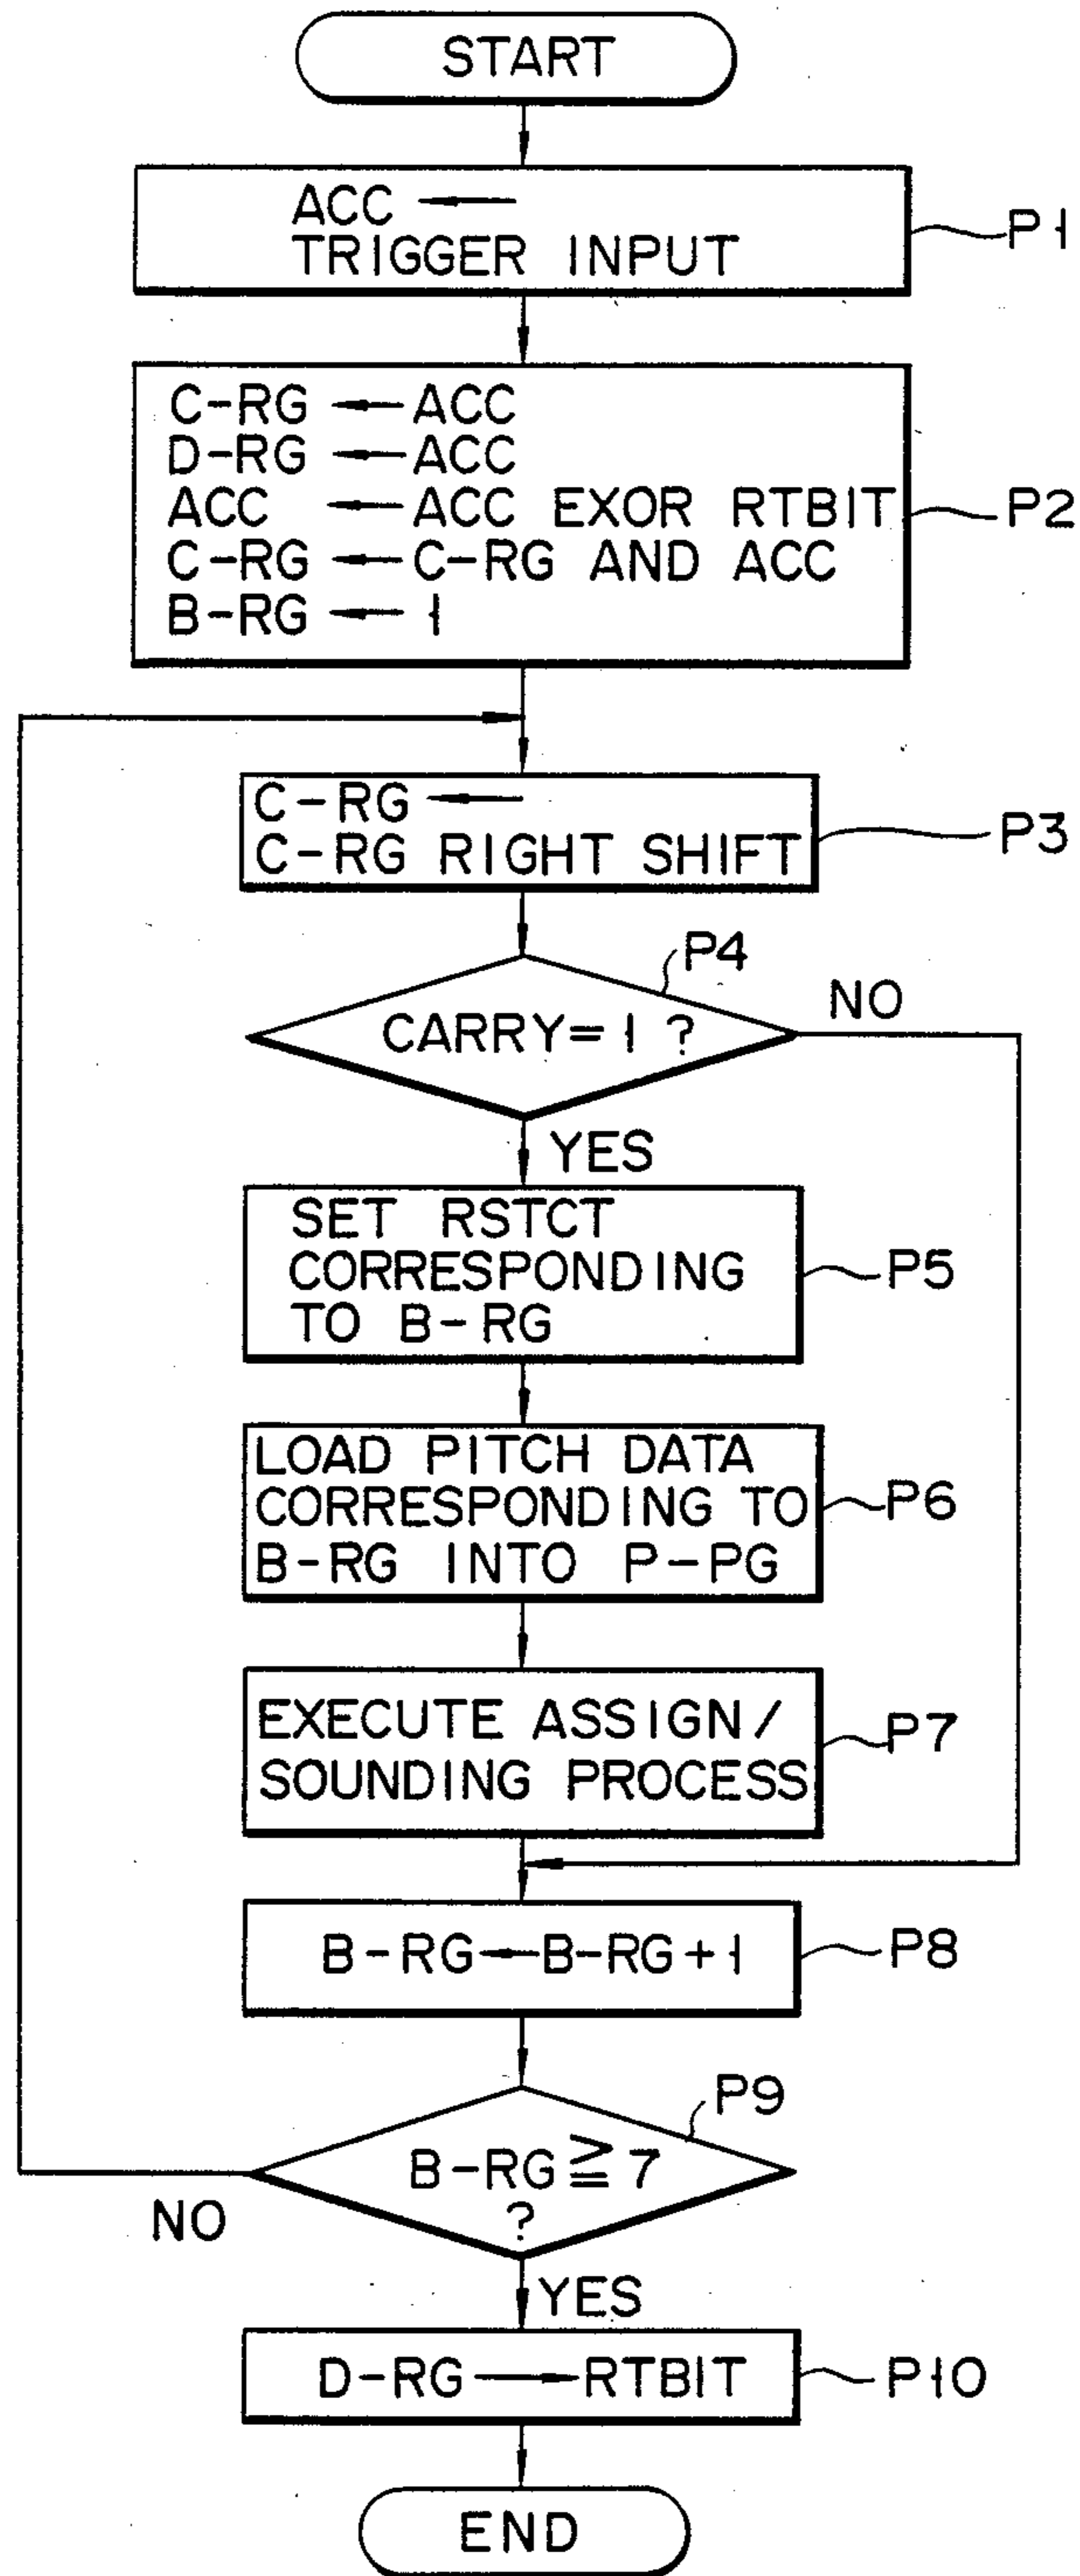 START
ACC ←
TRIGGER INPUT
P1
C-RG ← ACC
D-RG ← ACC
ACC ← ACC EXOR RTBIT
C-RG ← C-RG AND ACC
B-RG ← 1
P2
C-RG ←
C-RG RIGHT SHIFT
P3
P4
CARRY=1 ?
NO
YES
SET RSTCT
CORRESPONDING
TO B-RG
P5
LOAD PITCH DATA
CORRESPONDING TO
B-RG INTO P-PG
P6
EXECUTE ASSIGN/
SOUNDING PROCESS
P7
B-RG←B-RG+1
P8
P9
B-RG≧7
?
NO
YES
D-RG→RTBIT
P10
END